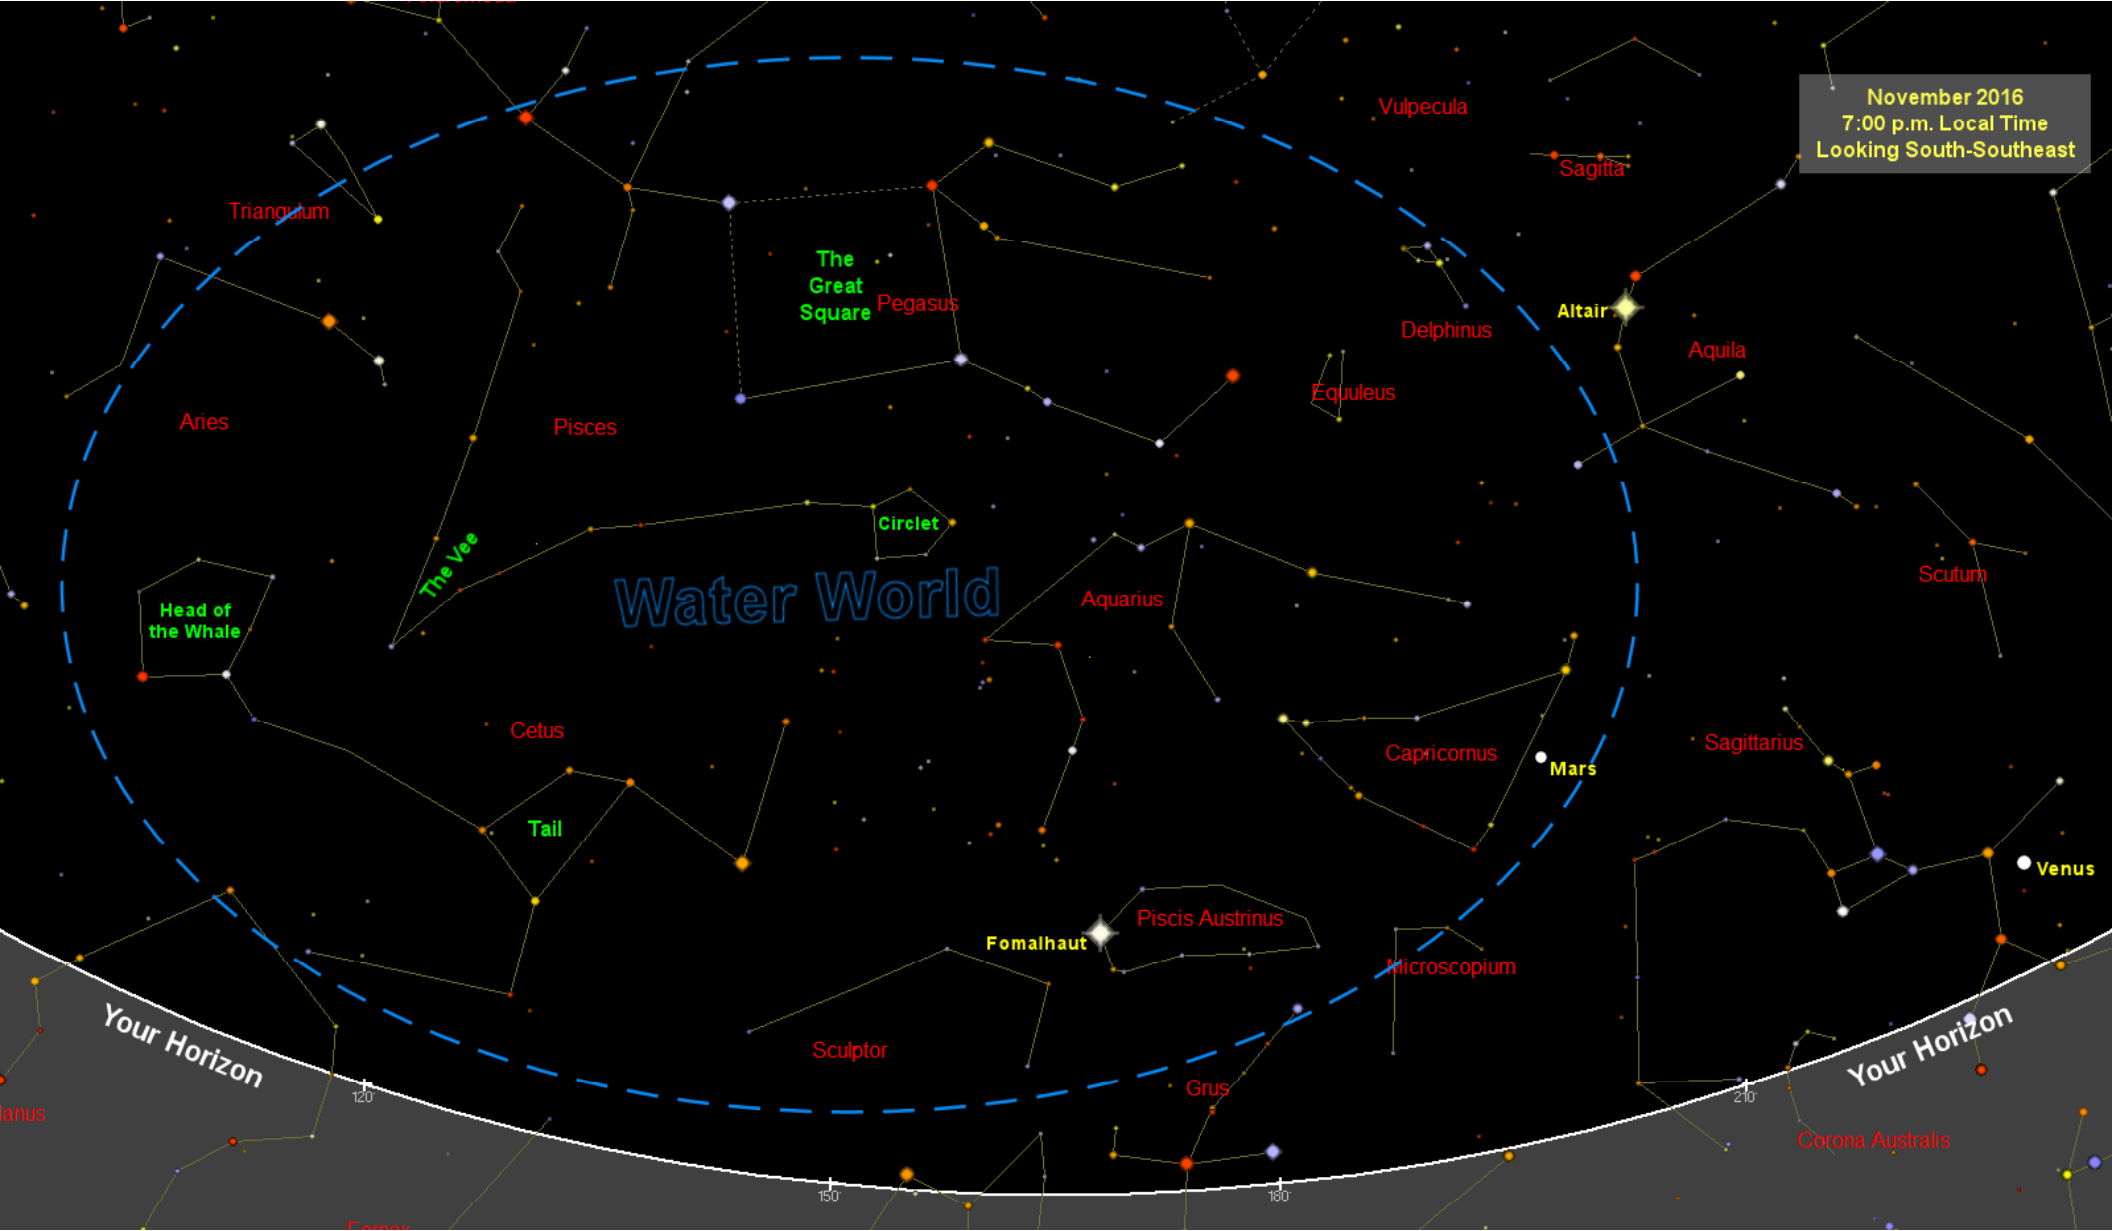 November 2016
7:00 p.m. Local Time
Looking South-Southeast
Vulpecula
Sagitta
Triangulum
The
Great
Square
Pegasus
Delphinus
Altair
Aquila
Equuleus
Aries
Pisces
Circlet
The Vee
Water World
Aquarius
Scutum
Head of
the Whale
Cetus
Capricornus
Mars
Sagittarius
Tail
Venus
Piscis Austrinus
Fomalhaut
Microscopium
Sculptor
Your Horizon
Your Horizon
Grus
120°
210°
lanus
Corona Australis
150°
180°